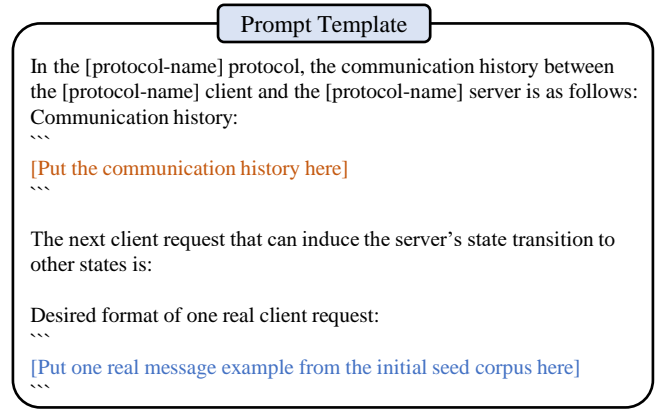 Prompt Template
In the [protocol-name] protocol, the communication history between
the [protocol-name] client and the [protocol-name] server is as follows:
Communication history:
```
[Put the communication history here]
```
The next client request that can induce the server’s state transition to
other states is:
Desired format of one real client request:
```
[Put one real message example from the initial seed corpus here]
```